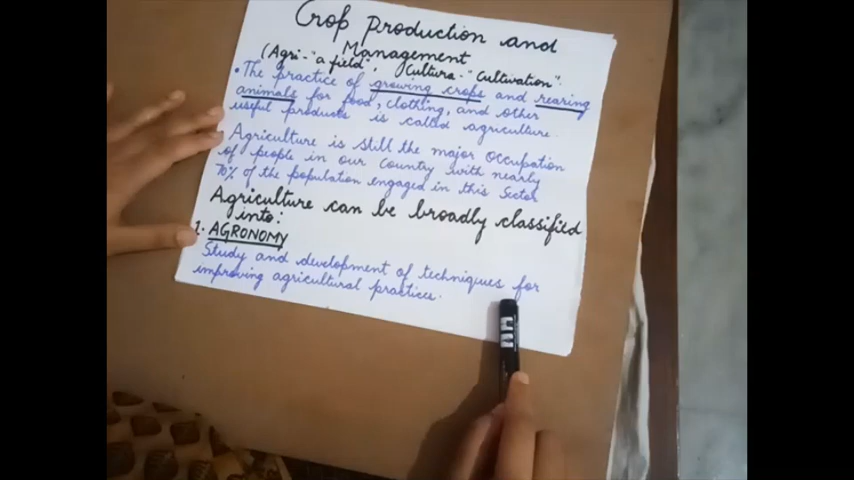 Crop Production and
Management
(Agri-"a field", Cultura-"Cultivation".
• The practice of growing crops and rearing
animals for food, clothing, and other
useful products is called agriculture.
Agriculture is still the major occupation
of people in our country with nearly
70% of the population engaged in this Sector
Agriculture can be broadly classified
into:
1. AGRONOMY
Study and development of techniques for
improving agricultural practices.